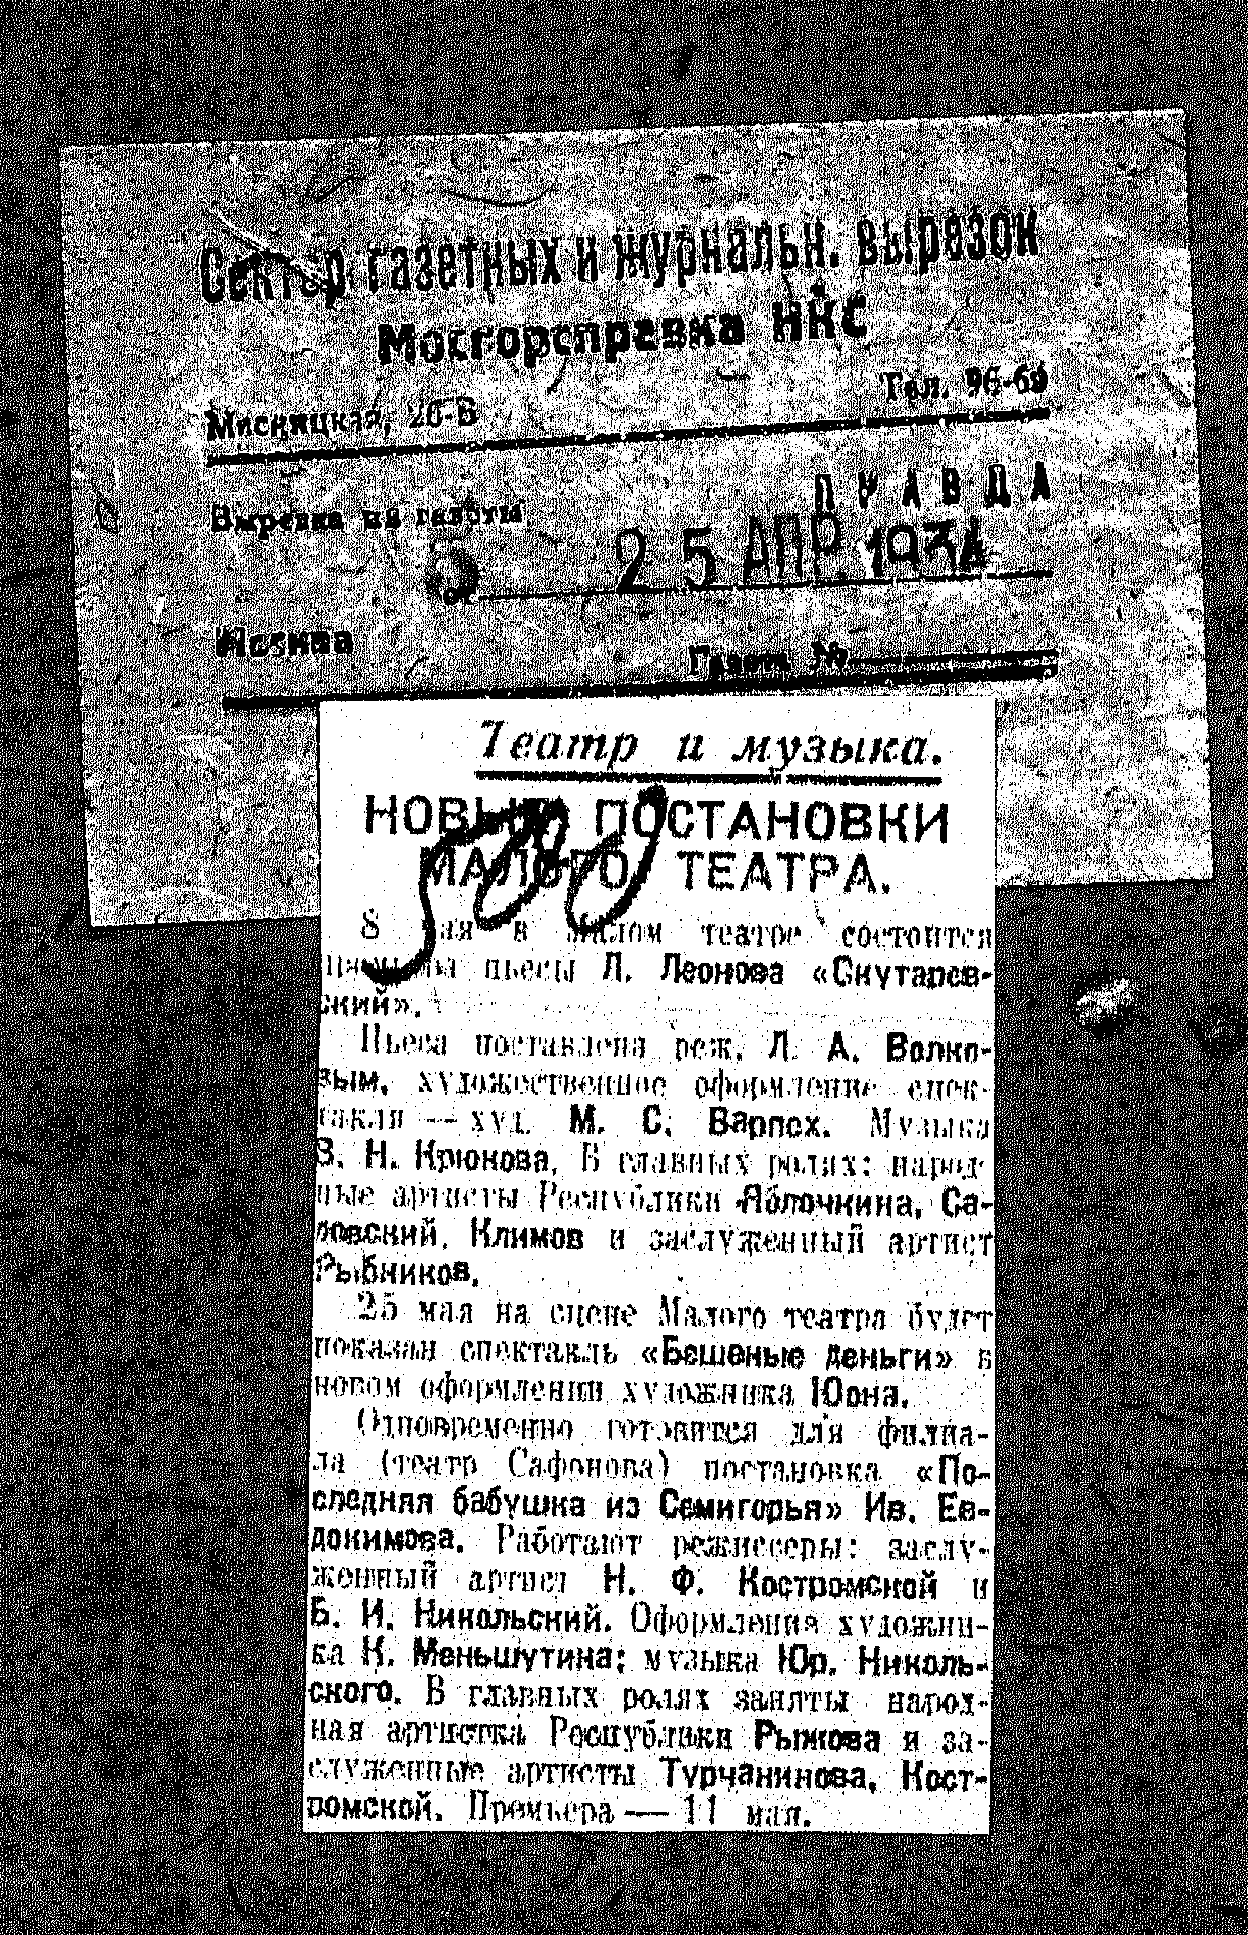 Сектор газетных и журнальн. вырезок
Мосгорсправка НКС
Мясницкая, 26-В Тел. 96-69
Вырезка из газеты ПРАВДА
от 25 АПР 1934
Москва Газета №
Театр и музыка.
НОВЫЕ ПОСТАНОВКИ
МАЛОГО ТЕАТРА.
8 мая в Малом театре состоится
премьера пьесы Л. Леонова «Скутарев-
ский».
Пьеса поставлена реж. Л. А. Волко-
вым, художественное оформление спек-
такля — худ. М. С. Варпех. Музыка
В. Н. Крюкова. В главных ролях: народ-
ные артисты Республики Яблочкина, Са-
довский, Климов и заслуженный артист
Рыбников.
25 мая на сцене Малого театра будет
показан спектакль «Бешеные деньги» в
новом оформлении художника Юона.
Одновременно готовится для филиа-
ла (театр Сафонова) постановка «По-
следняя бабушка из Семигорья» Ив. Ев-
докимова. Работают режиссеры: заслу-
женный артист Н. Ф. Костромской и
Б. И. Никольский. Оформления художни-
ка К. Меньшутина; музыка Юр. Николь-
ского. В главных ролях заняты народ-
ная артистка Республики Рыжова и за-
служенные артисты Турчанинова, Кост-
ромской. Премьера — 11 мая.